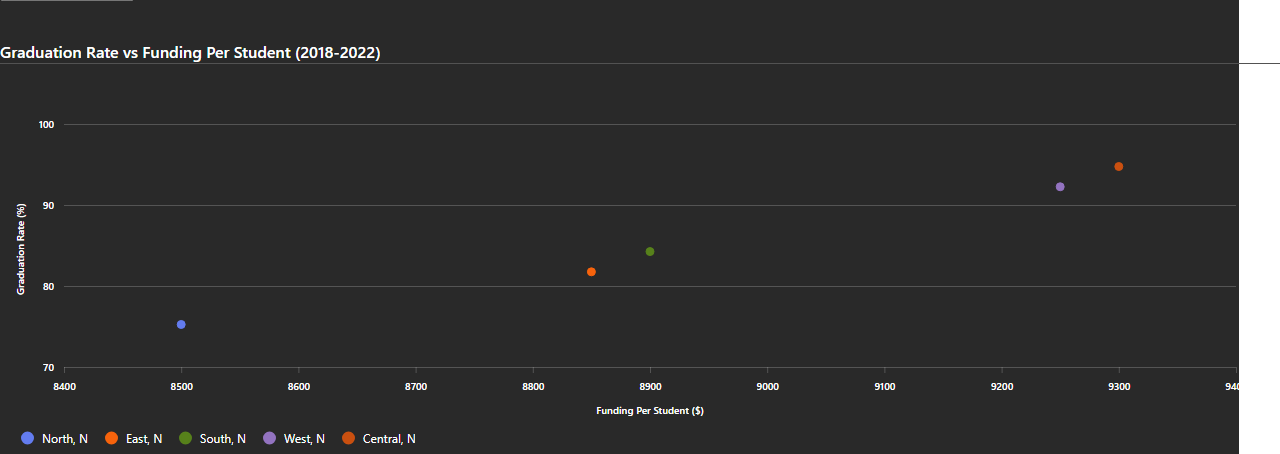 Graduation Rate vs Funding Per Student (2018-2022)
100
90
80
70
Graduation Rate (%)
8400 8500 8600 8700 8800 8900 9000 9100 9200 9300 940
Funding Per Student ($)
North, N East, N South, N West, N Central, N